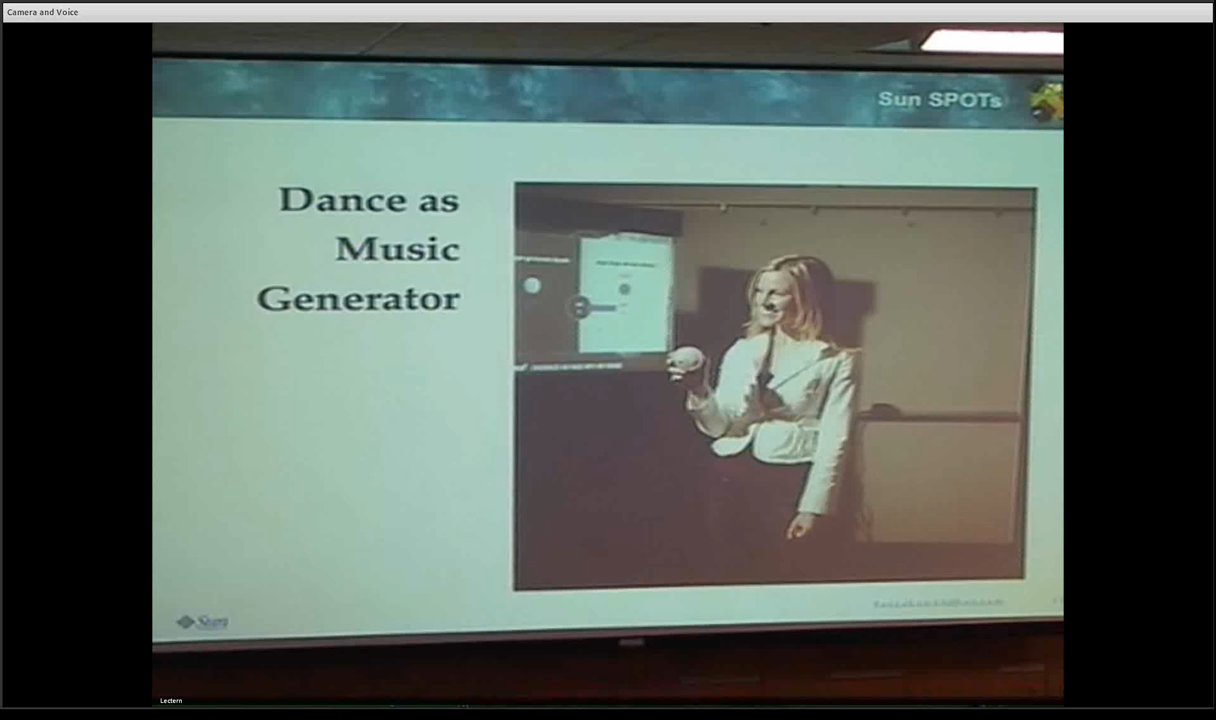 Camera and Voice
Sun SPOTs
Dance as
Music
Generator
Sun
Lectern